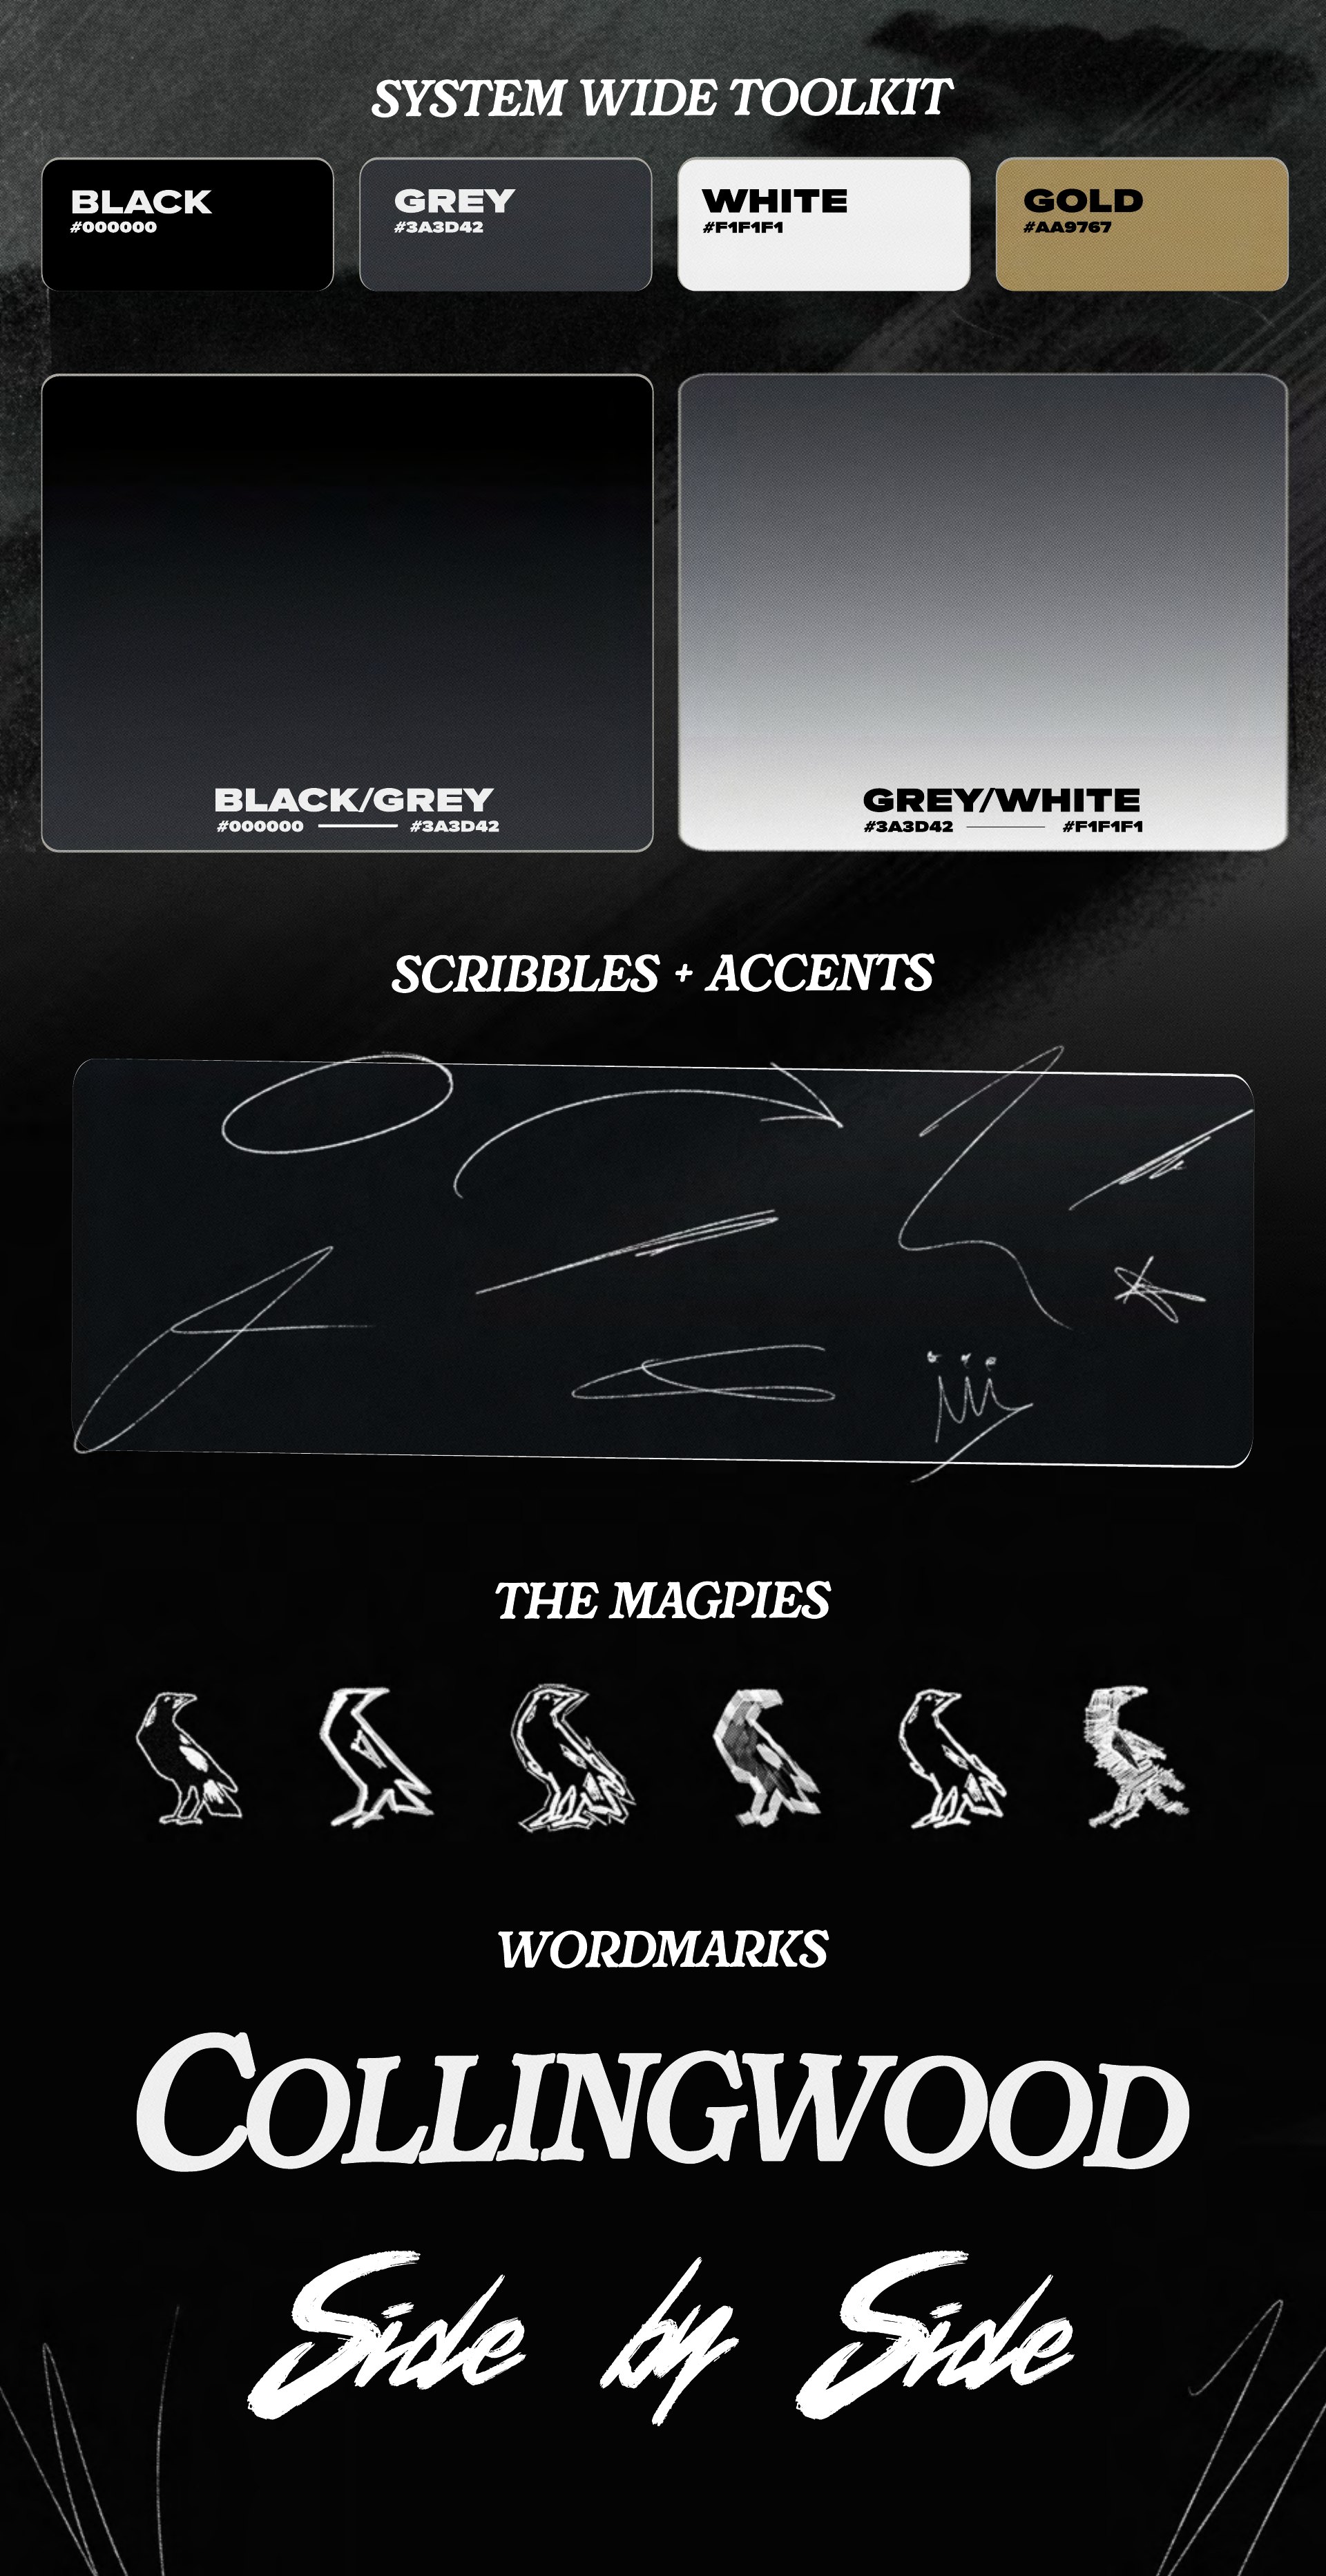 SYSTEM WIDE TOOLKIT
BLACK
#000000
GREY
#3A3D42
WHITE
#F1F1F1
GOLD
#AA9767
BLACK/GREY
#000000 #3A3D42
GREY/WHITE
#3A3D42 #F1F1F1
SCRIBBLES + ACCENTS
THE MAGPIES
WORDMARKS
COLLINGWOOD
Side by Side